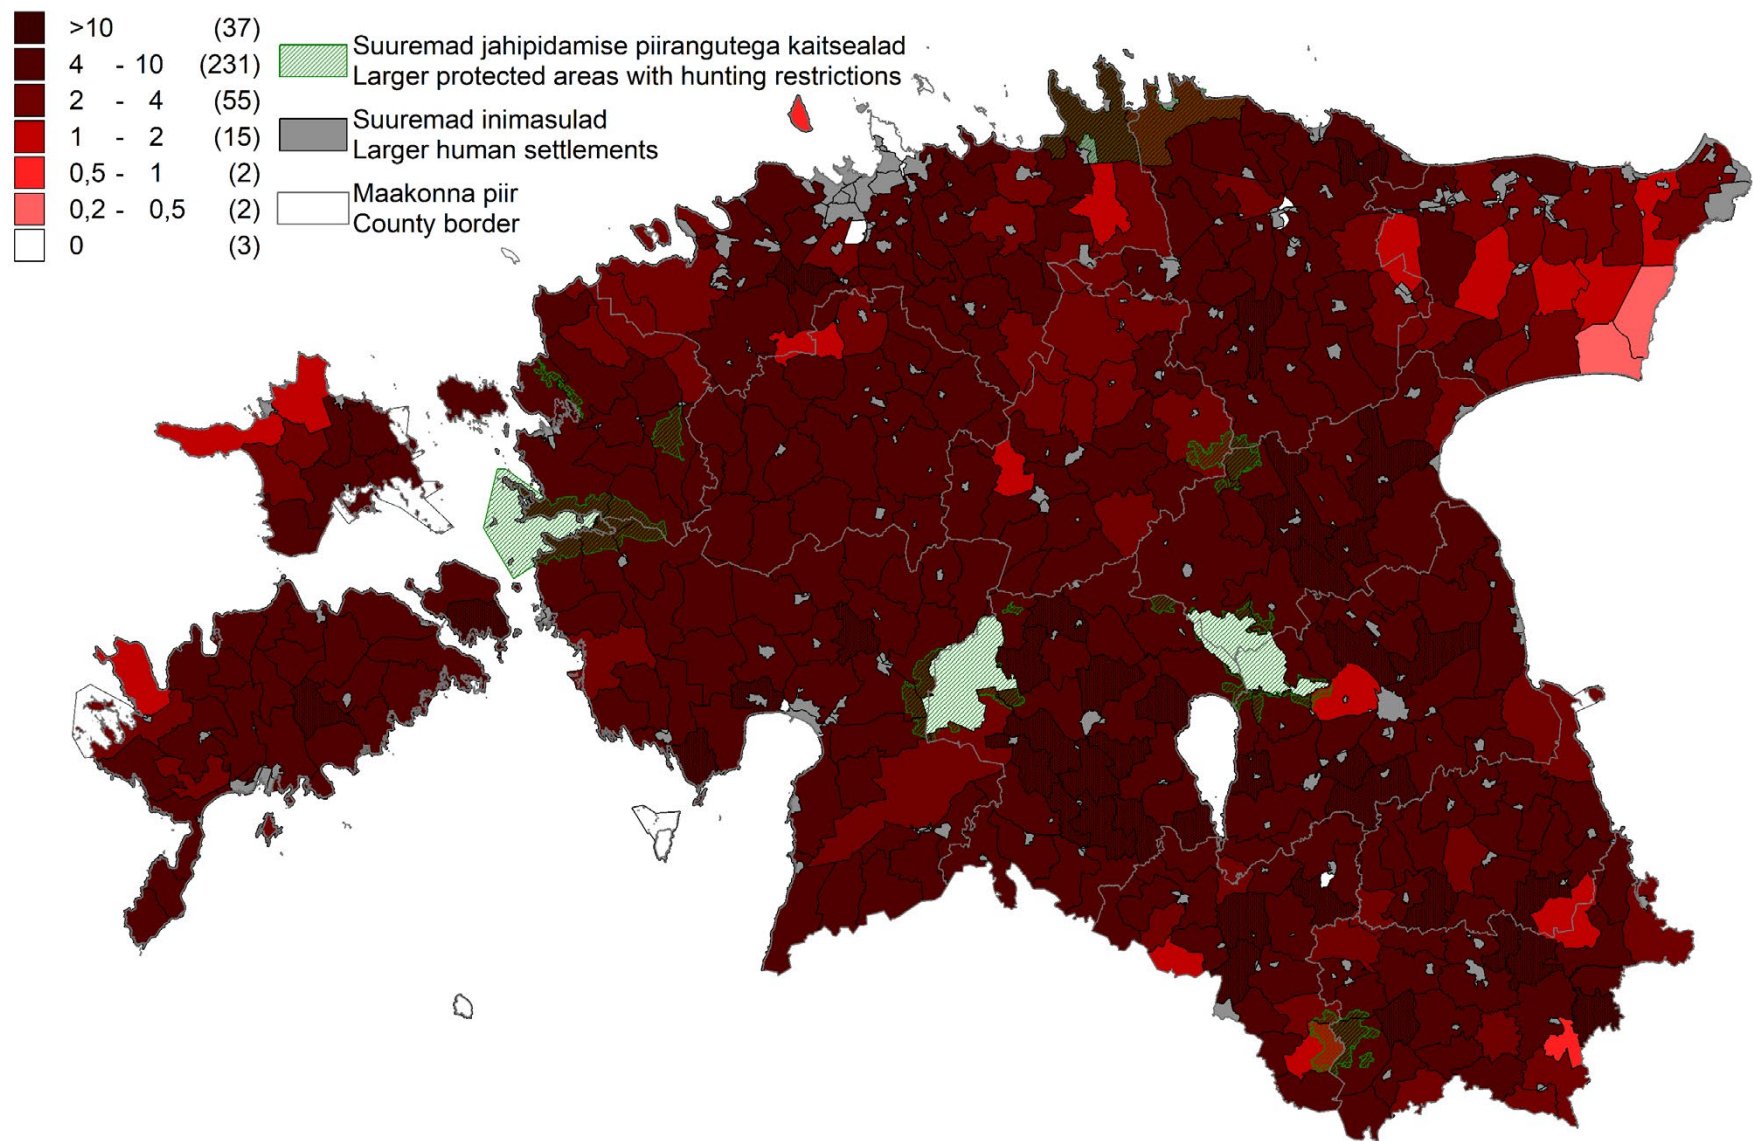 >10 (37)
4 - 10 (231)
2 - 4 (55)
1 - 2 (15)
0,5 - 1 (2)
0,2 - 0,5 (2)
0 (3)
Suuremad jahipidamise piirangutega kaitsealad
Larger protected areas with hunting restrictions
Suuremad inimasulad
Larger human settlements
Maakonna piir
County border